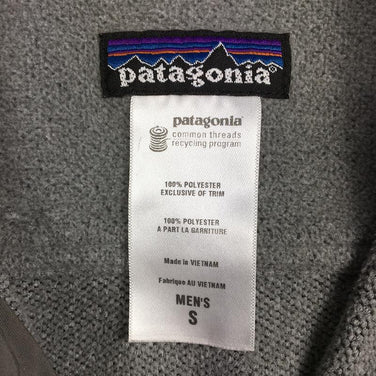 patagonia®
patagonia®
common threads
recycling program
100% POLYESTER
EXCLUSIVE OF TRIM
100% POLYESTER
A PART LA GARNITURE
Made in VIETNAM
Fabrique AU VIETNAM
MEN'S
S